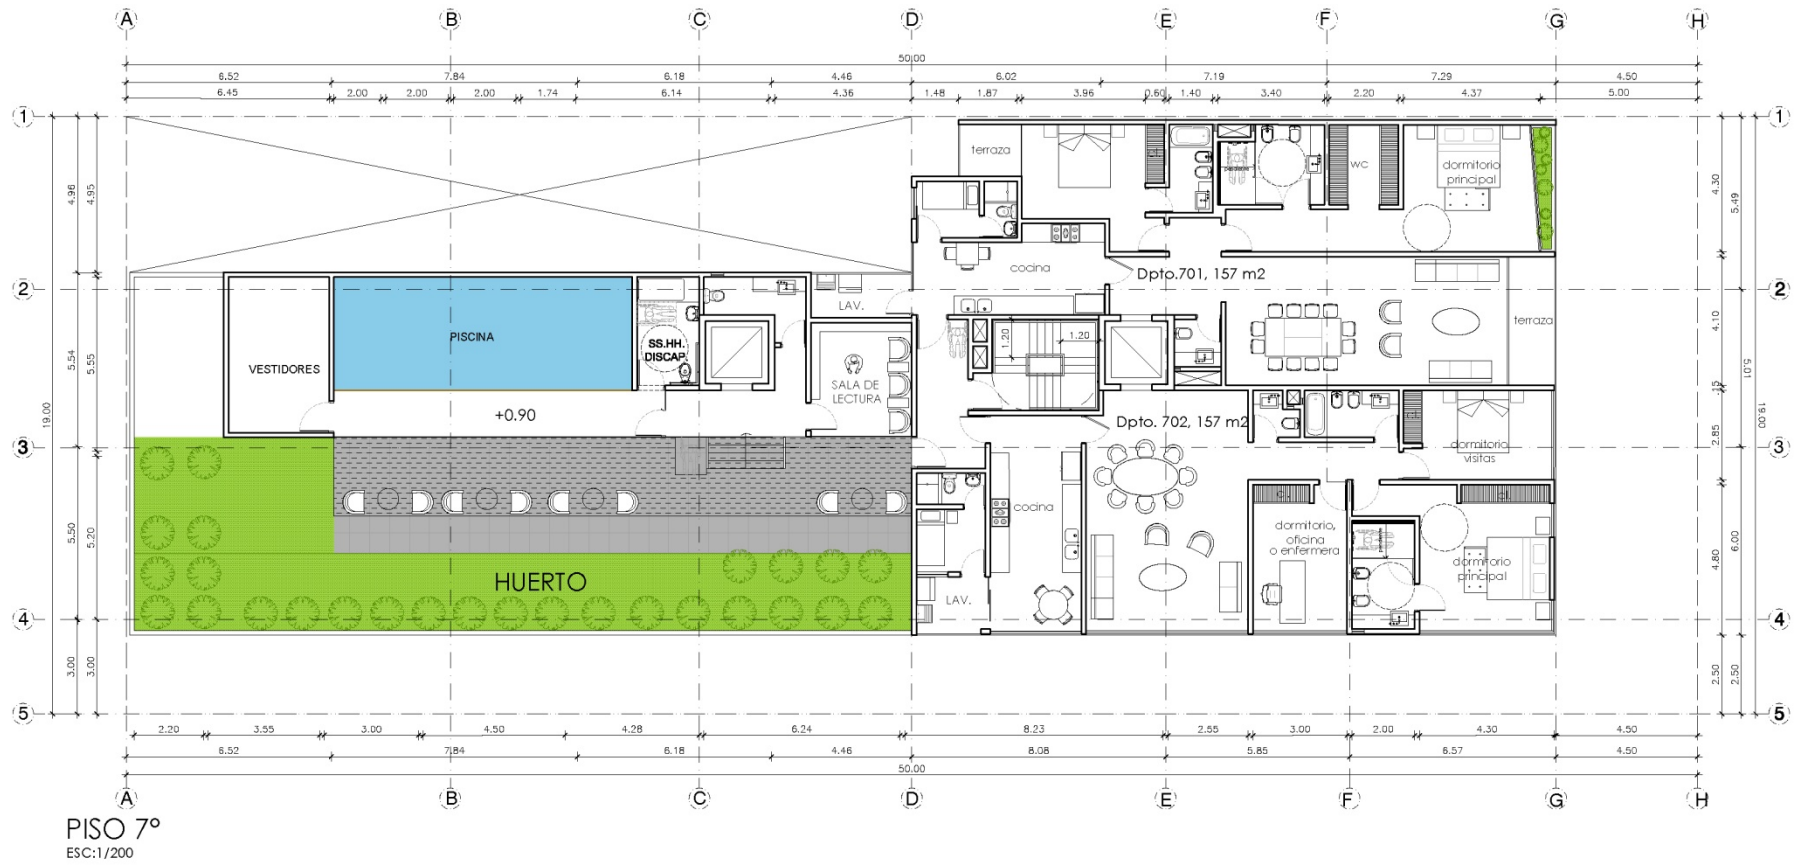 A B C D E F G H
50.00
6.52 7.84 6.18 4.46 6.02 7.19 7.29 4.50
6.45 2.00 2.00 2.00 1.74 6.14 4.36 1.48 1.87 3.96 0.60 1.40 3.40 2.20 4.37 5.00
1 1
terraza
wc
dormitorio
principal
4.96 4.95 4.30 5.49
cocina
Dpto.701, 157 m2
2 2
LAV.
PISCINA
SS.HH.
DISCAP.
1.20
1.20
terraza
4.10
VESTIDORES
SALA DE
LECTURA
5.54 5.55
5.01
19.00 19.00
+0.90
Dpto. 702, 157 m2
2.85
3 3
dormitorio
visitas
cocina
dormitorio,
oficina
o enfermera
dormitorio
principal
5.50 5.20 4.80 6.00
HUERTO
LAV.
4 4
3.00 3.00 2.50 2.50
5 5
2.20 3.55 3.00 4.50 4.28 6.24 8.23 2.55 3.00 2.00 4.30 4.50
6.52 7.84 6.18 4.46 8.08 5.85 6.57 4.50
50.00
A B C D E F G H
PISO 7º
ESC:1/200